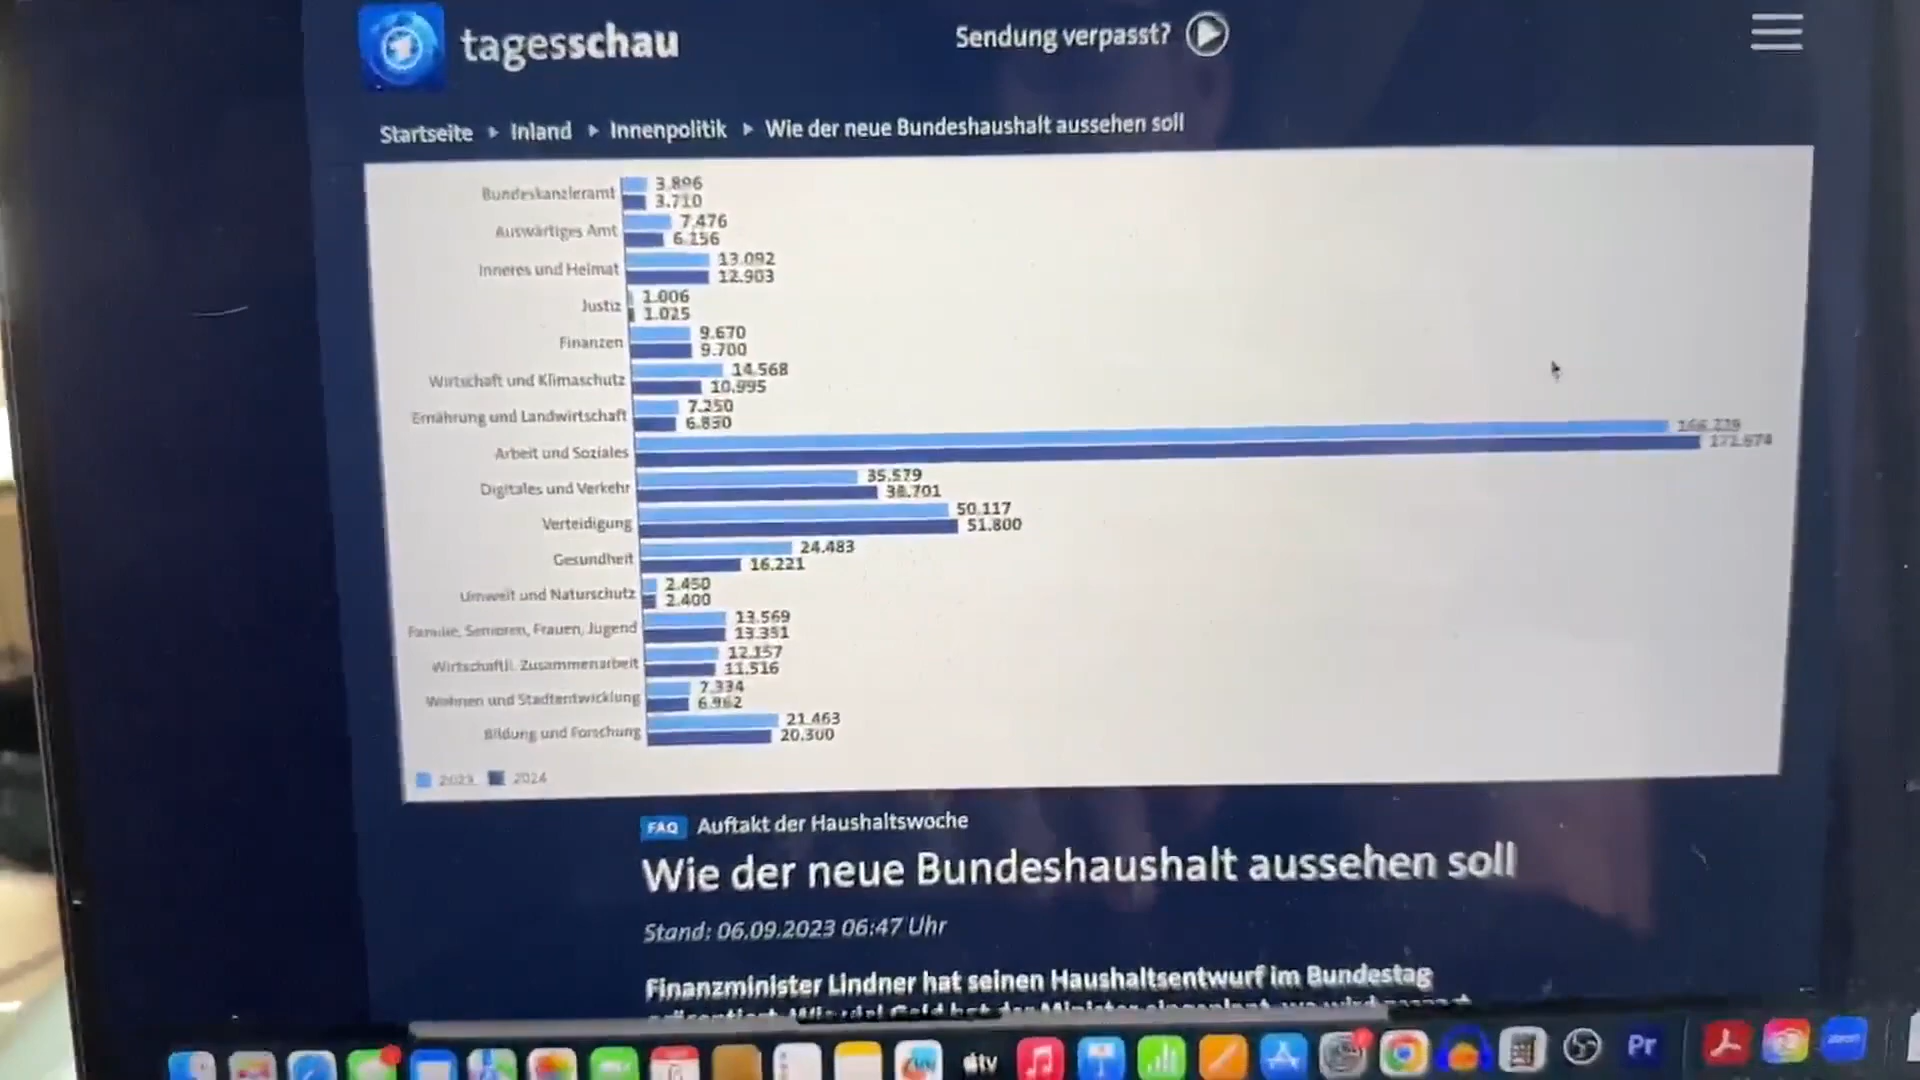 tagesschau
Sendung verpasst?
Startseite ▸ Inland ▸ Innenpolitik ▸ Wie der neue Bundeshaushalt aussehen soll
Bundeskanzleramt 3.896
3.710
Auswärtiges Amt 7.476
6.156
Inneres und Heimat 13.092
12.903
Justiz 1.006
1.025
Finanzen 9.670
9.700
Wirtschaft und Klimaschutz 14.568
10.995
Ernährung und Landwirtschaft 7.250
6.830
Arbeit und Soziales
Digitales und Verkehr 35.579
38.701
Verteidigung 50.117
51.800
Gesundheit 24.483
16.221
Umwelt und Naturschutz 2.450
2.400
Familie, Senioren, Frauen, Jugend 13.569
13.351
Wirtschaftl. Zusammenarbeit 12.157
11.516
Wohnen und Stadtentwicklung 7.334
6.962
Bildung und Forschung 21.463
20.300
2023 2024
FAQ Auftakt der Haushaltswoche
Wie der neue Bundeshaushalt aussehen soll
Stand: 06.09.2023 06:47 Uhr
Finanzminister Lindner hat seinen Haushaltsentwurf im Bundestag
tv
Pr